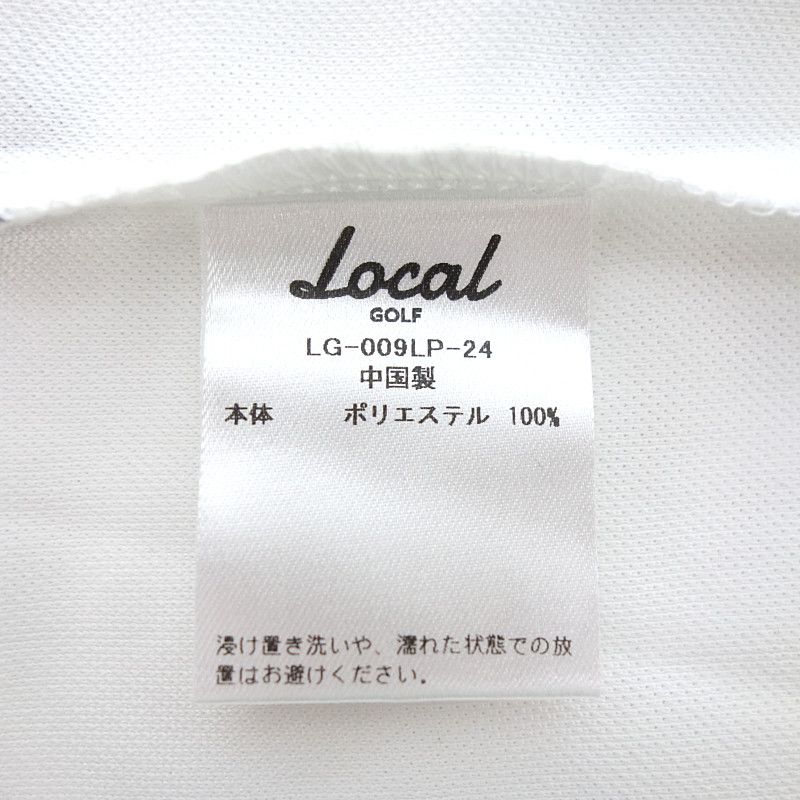 Local
GOLF
LG-009LP-24
中国製
本体 ポリエステル 100%
浸け置き洗いや、濡れた状態での放
置はお避けください.